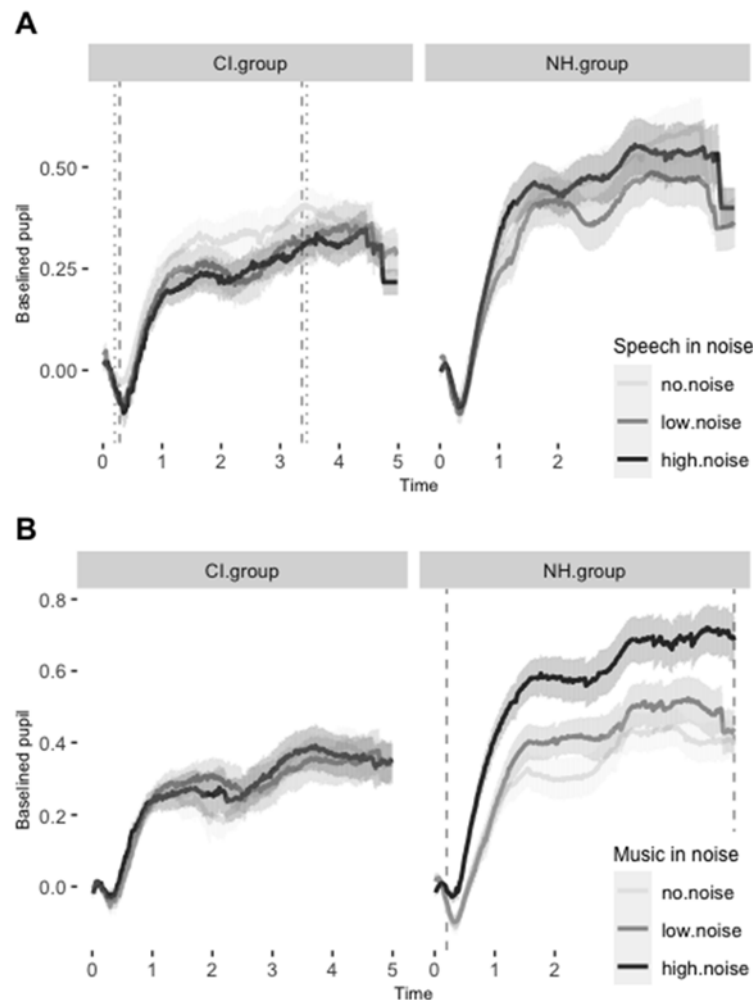 A
CI.group
NH.group
Baselined pupil
0.50
0.25
0.00
0 1 2 3 4 5
0 1 2
Time
Speech in noise
no.noise
low.noise
high.noise
B
CI.group
NH.group
Baselined pupil
0.8
0.6
0.4
0.2
0.0
0 1 2 3 4 5
0 1 2
Time
Music in noise
no.noise
low.noise
high.noise